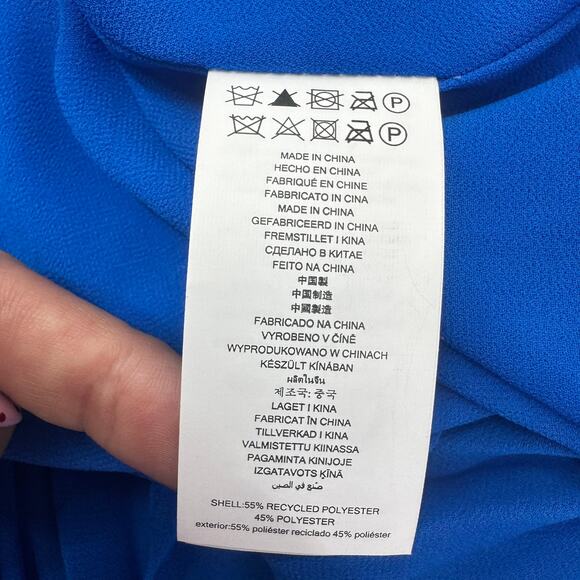 P
P
MADE IN CHINA
HECHO EN CHINA
FABRIQUÉ EN CHINE
FABBRICATO IN CINA
MADE IN CHINA
GEFABRICEERD IN CHINA
FREMSTILLET I KINA
СДЕЛАНО В КИТАЕ
FEITO NA CHINA
中国製
中国制造
中國製造
FABRICADO NA CHINA
VYROBENO V ČÍNĚ
WYPRODUKOWANO W CHINACH
KÉSZÜLT KÍNÁBAN
ผลิตในจีน
제조국: 중국
LAGET I KINA
FABRICAT ÎN CHINA
TILLVERKAD I KINA
VALMISTETTU KIINASSA
PAGAMINTA KINIJOJE
IZGATAVOTS ĶĪNĀ
صنع في الصين
SHELL:55% RECYCLED POLYESTER
45% POLYESTER
exterior:55% poliéster reciclado 45% poliéster